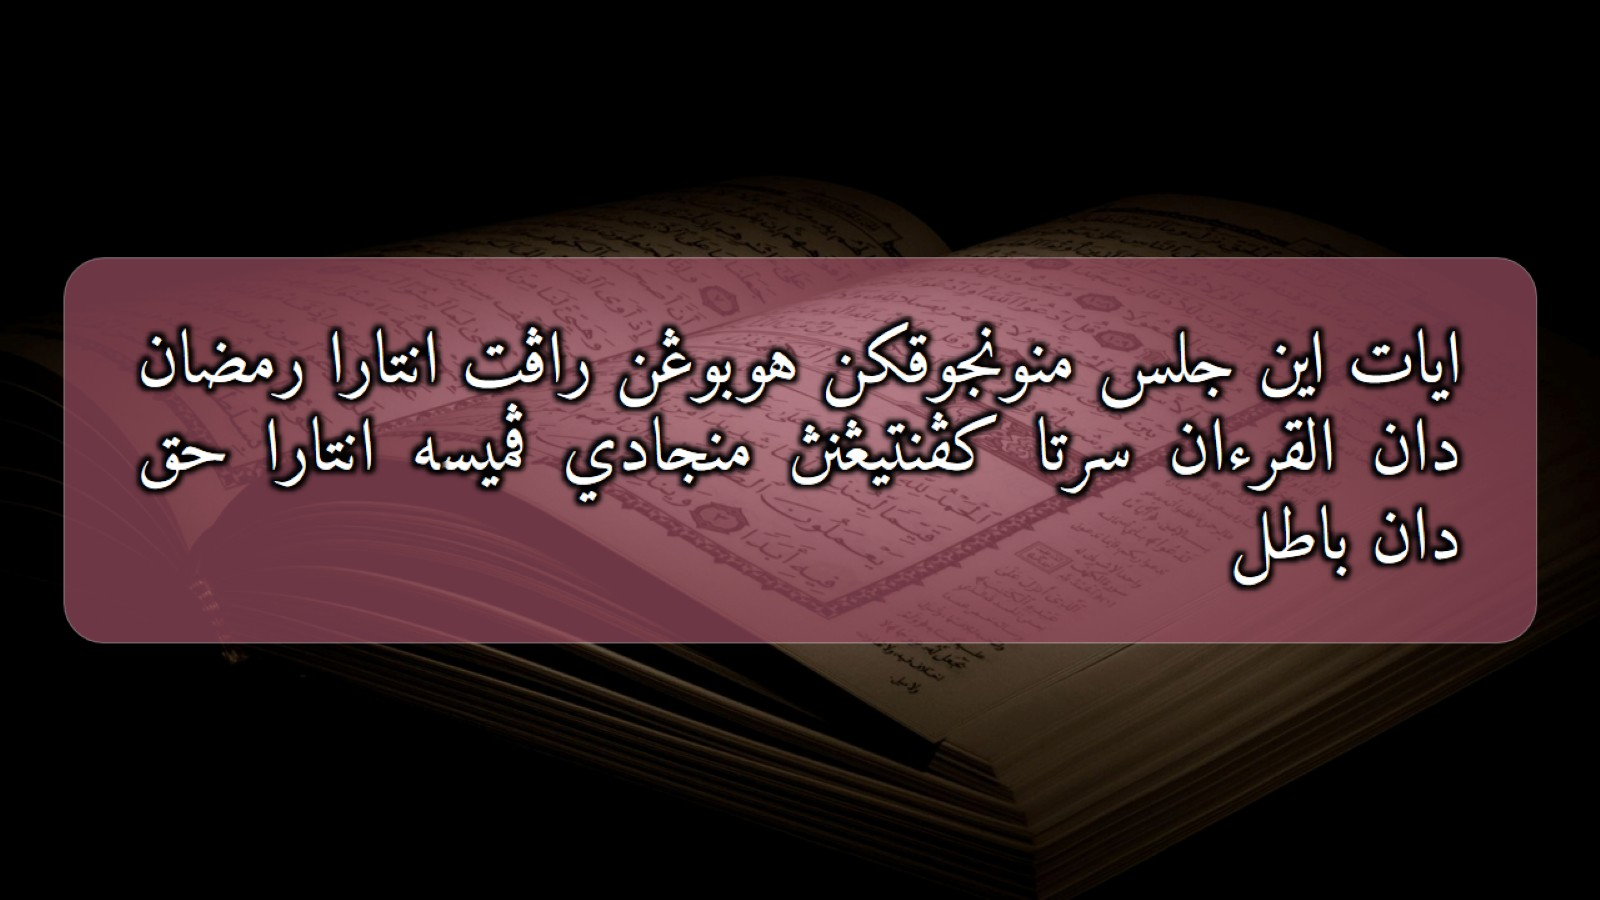 ايات اين جلس منونجوقكن هوبوڠن راڤت انتارا رمضان
دان القرءان سرتا كڤنتيڠنڽ منجادي ڤميسه انتارا حق
دان باطل